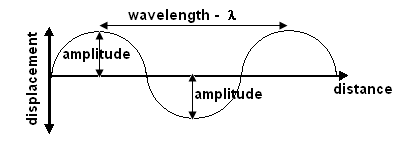 wavelength - λ
amplitude
displacement
amplitude
distance